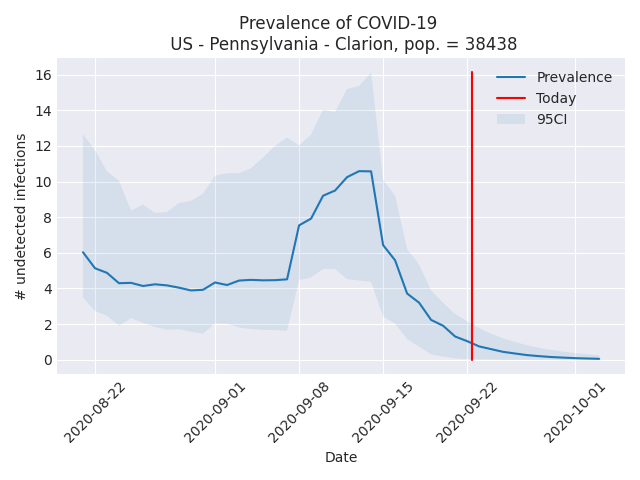 Prevalence of COVID-19
US - Pennsylvania - Clarion, pop. = 38438
Prevalence
Today
95CI
# undetected infections
16
14
12
10
8
6
4
2
0
2020-08-22
2020-09-01
2020-09-08
2020-09-15
2020-09-22
2020-10-01
Date